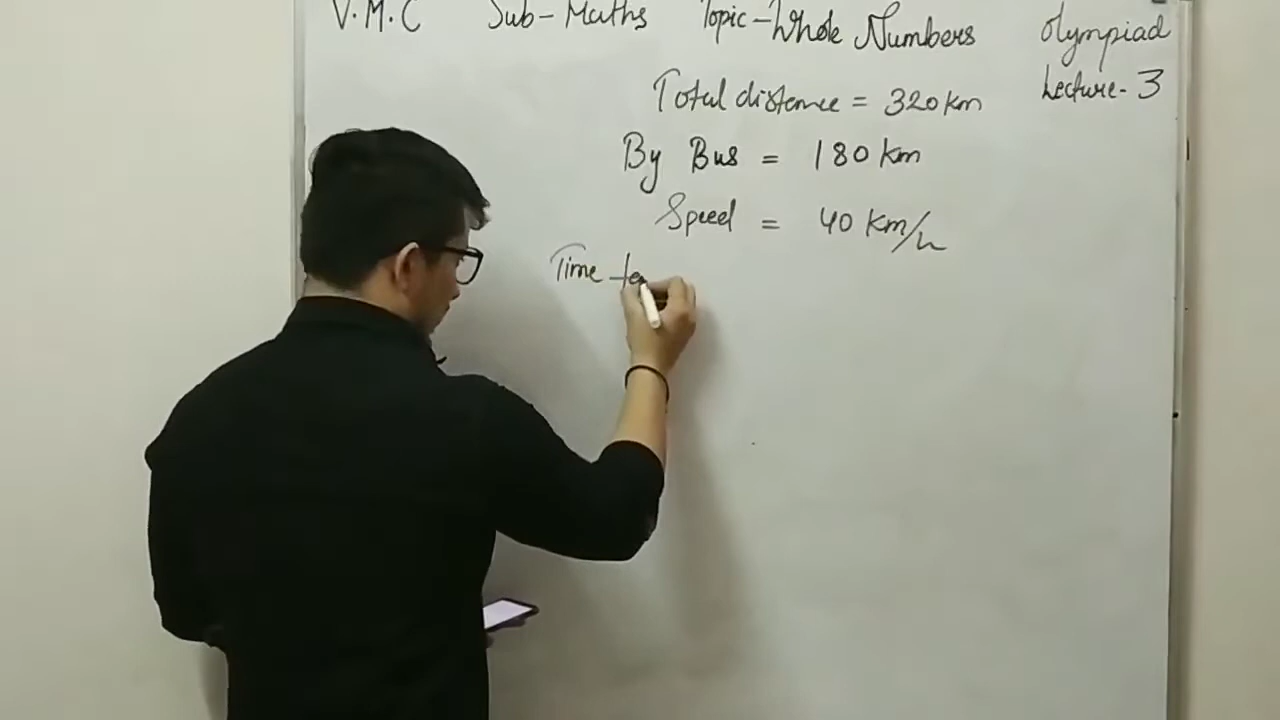 V.M.C Sub-Maths Topic-Whole Numbers Olympiad
Lecture-3
Total distance = 320 km
By Bus = 180 km
Speed = 40 km/h
Time ta